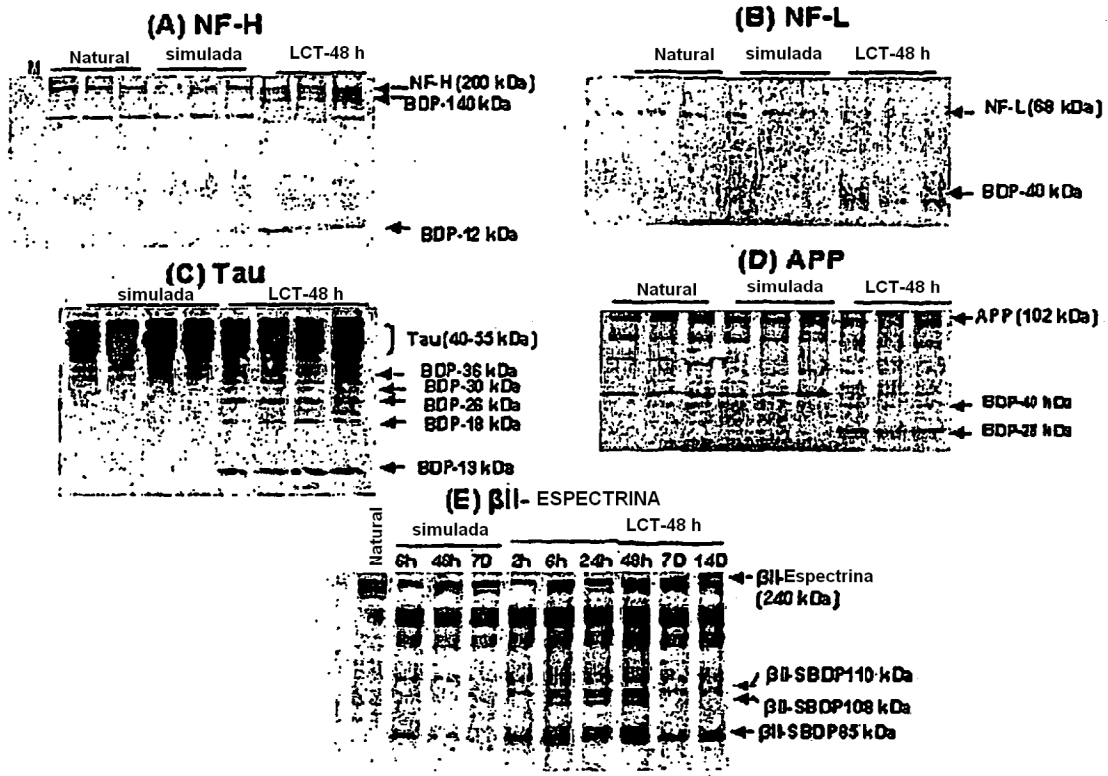 (A) NF-H
Natural simulada LCT-48 h
M
NF-H (200 kDa)
BDP-140 kDa
BDP-12 kDa
(B) NF-L
Natural simulada LCT-48 h
NF-L (68 kDa)
BDP-40 kDa
(C) Tau
simulada LCT-48 h
Tau (40-55 kDa)
BDP-36 kDa
BDP-30 kDa
BDP-26 kDa
BDP-18 kDa
BDP-13 kDa
(D) APP
Natural simulada LCT-48 h
APP (102 kDa)
BDP-40 kDa
BDP-28 kDa
(E) βII- ESPECTRINA
Natural simulada LCT-48 h
6h 48h 7D 2h 6h 24h 48h 7D 14D
βII-Espectrina
(240 kDa)
βII-SBDP110 kDa
βII-SBDP108 kDa
βII-SBDP85 kDa